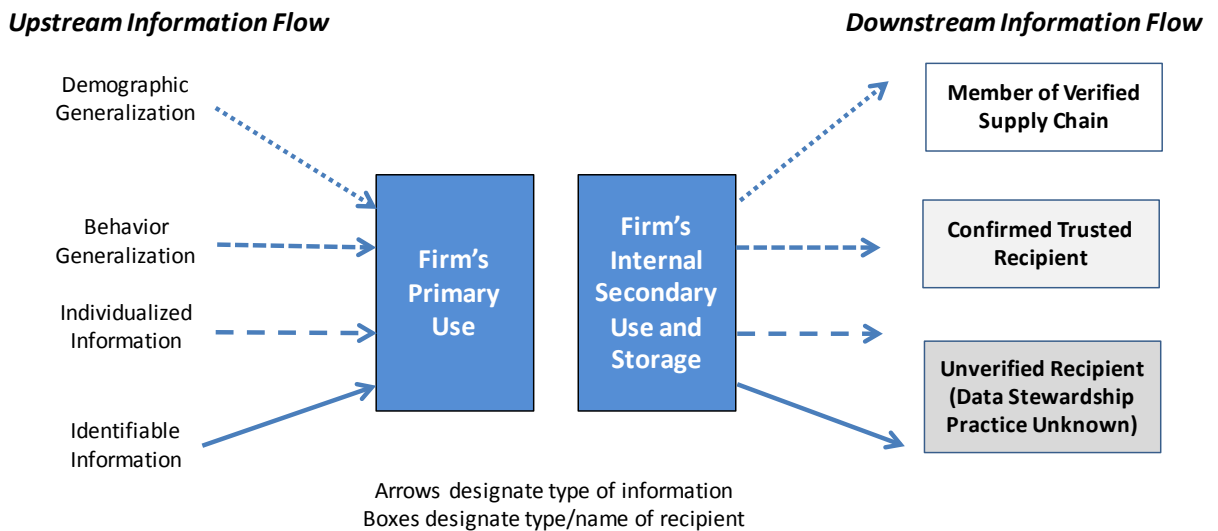 Upstream Information Flow
Downstream Information Flow
Demographic
Generalization
Behavior
Generalization
Individualized
Information
Identifiable
Information
Firm’s
Primary
Use
Firm’s
Internal
Secondary
Use and
Storage
Member of Verified
Supply Chain
Confirmed Trusted
Recipient
Unverified Recipient
(Data Stewardship
Practice Unknown)
Arrows designate type of information
Boxes designate type/name of recipient